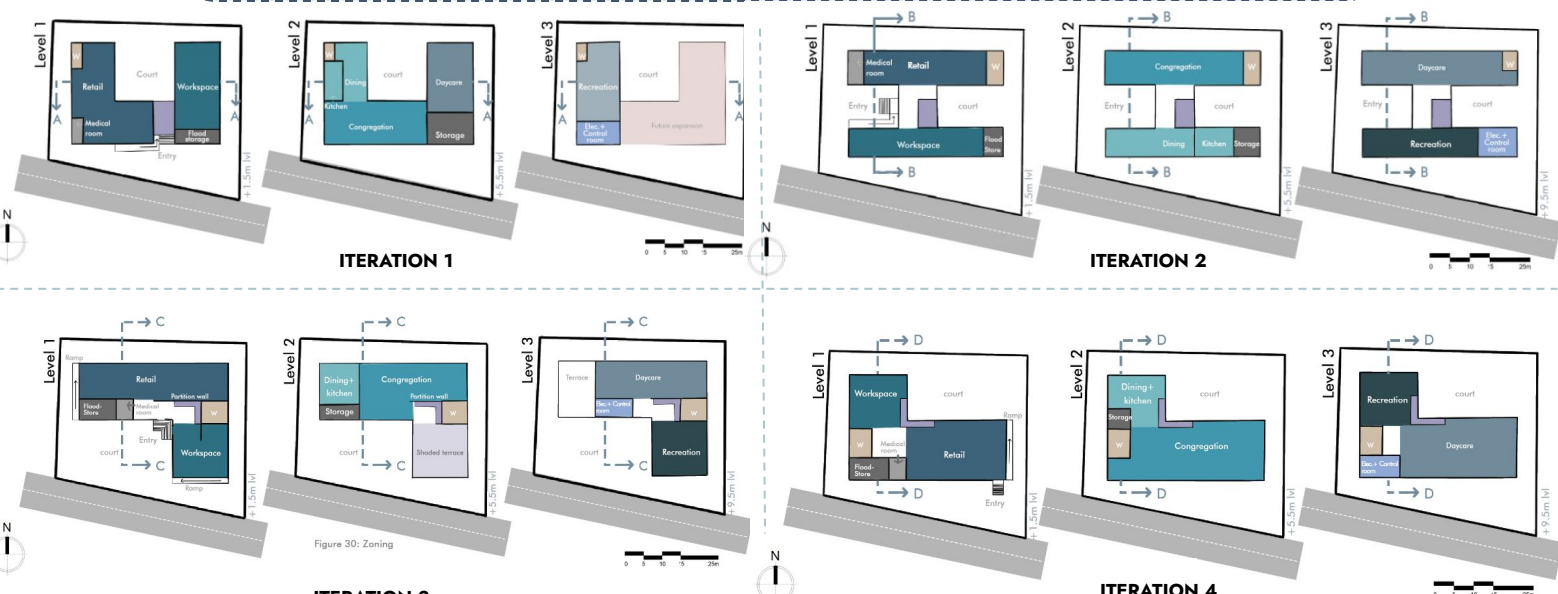 Level 1
W
Retail
Court
Workspace
Medical
room
Flood
storage
Entry
A
A
+1.5m lvl
Level 2
W
Dining
court
Daycare
Kitchen
Congregation
Storage
A
A
+5.5m lvl
Level 3
W
Recreation
court
Elec.+
Control
room
Future expansion
A
A
N
ITERATION 1
0 5 10 15 25m
Level 1
B
Medical
room
Retail
W
Entry
court
Workspace
Flood
Store
B
+1.5m lvl
Level 2
B
Congregation
W
Entry
court
Dining
Kitchen
Storage
B
+5.5m lvl
Level 3
B
Daycare
W
Entry
court
Recreation
Elec.+
Control
room
B
+9.5m lvl
N
ITERATION 2
0 5 10 15 25m
Level 1
C
Ramp
Retail
Flood-
Store
Medical
room
Partition wall
W
Entry
court
Workspace
C
Ramp
+1.5m lvl
Level 2
C
Dining+
kitchen
Congregation
Storage
Partition wall
W
court
Shaded terrace
C
+5.5m lvl
Level 3
C
Terrace
Daycare
Elec.+ Control
room
W
court
Recreation
C
+9.5m lvl
N
Figure 30: Zoning
0 5 10 15 25m
Level 1
D
Workspace
court
Ramp
W
Medical
room
Retail
Flood-
Store
D
Entry
+1.5m lvl
Level 2
D
Dining+
kitchen
court
Storage
W
Congregation
D
+5.5m lvl
Level 3
D
Recreation
court
W
Daycare
Elec.+ Control
room
D
+9.5m lvl
N
ITERATION 4